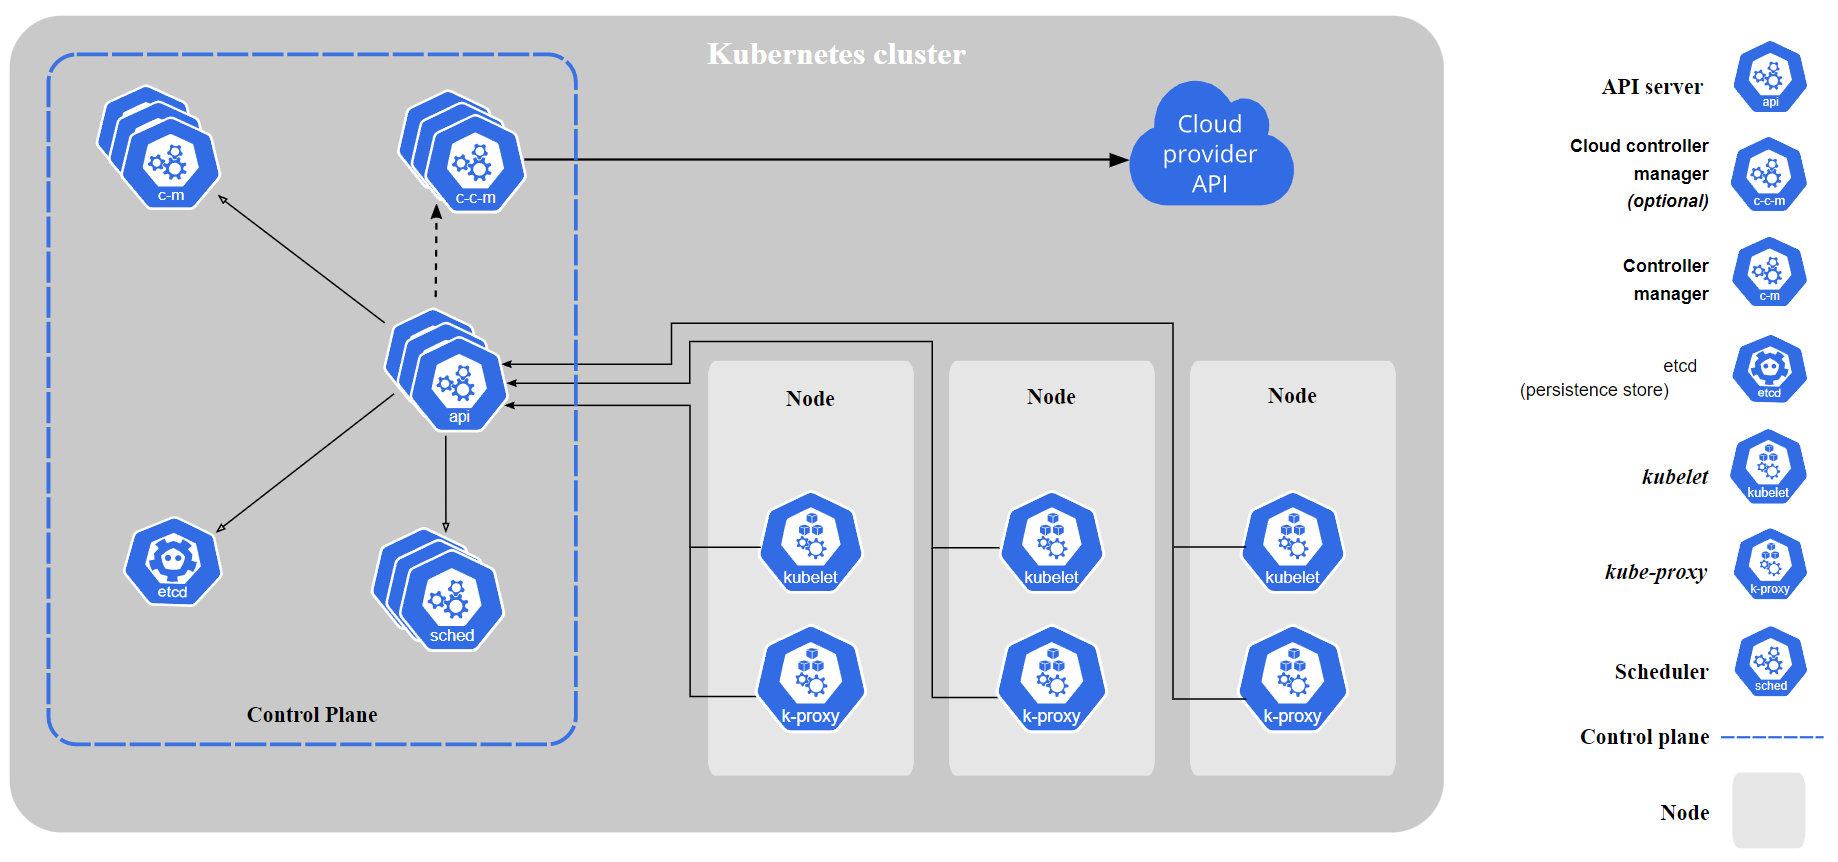 Kubernetes cluster
c-m
c-c-m
Cloud
provider
API
api
etcd
sched
Control Plane
Node
kubelet
k-proxy
Node
kubelet
k-proxy
Node
kubelet
k-proxy
API server
api
Cloud controller
manager
(optional)
c-c-m
Controller
manager
c-m
etcd
(persistence store)
etcd
kubelet
kubelet
kube-proxy
k-proxy
Scheduler
sched
Control plane
Node